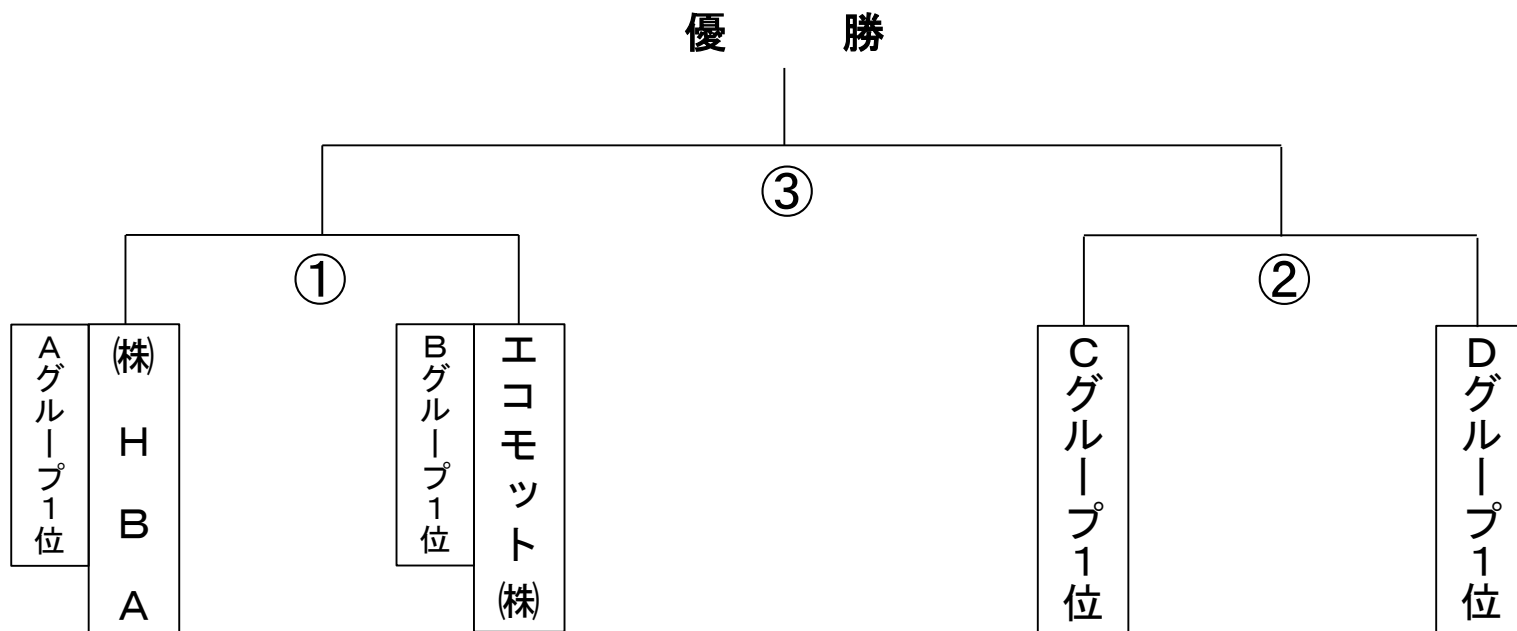 優　勝
③
①
②
Aグループ1位
㈱HBA
Bグループ1位
エコモット㈱
Cグループ1位
Dグループ1位